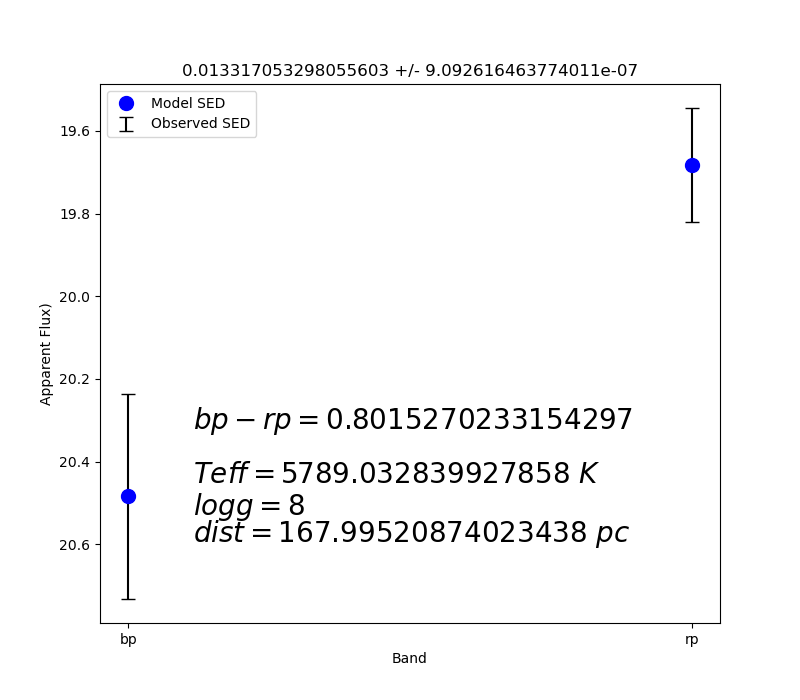 0.013317053298055603 +/- 9.092616463774011e-07
Model SED
Observed SED
19.6
19.8
20.0
20.2
20.4
20.6
Apparent Flux)
bp − rp = 0.8015270233154297
Teff = 5789.032839927858 K
logg = 8
dist = 167.99520874023438 pc
bp
rp
Band